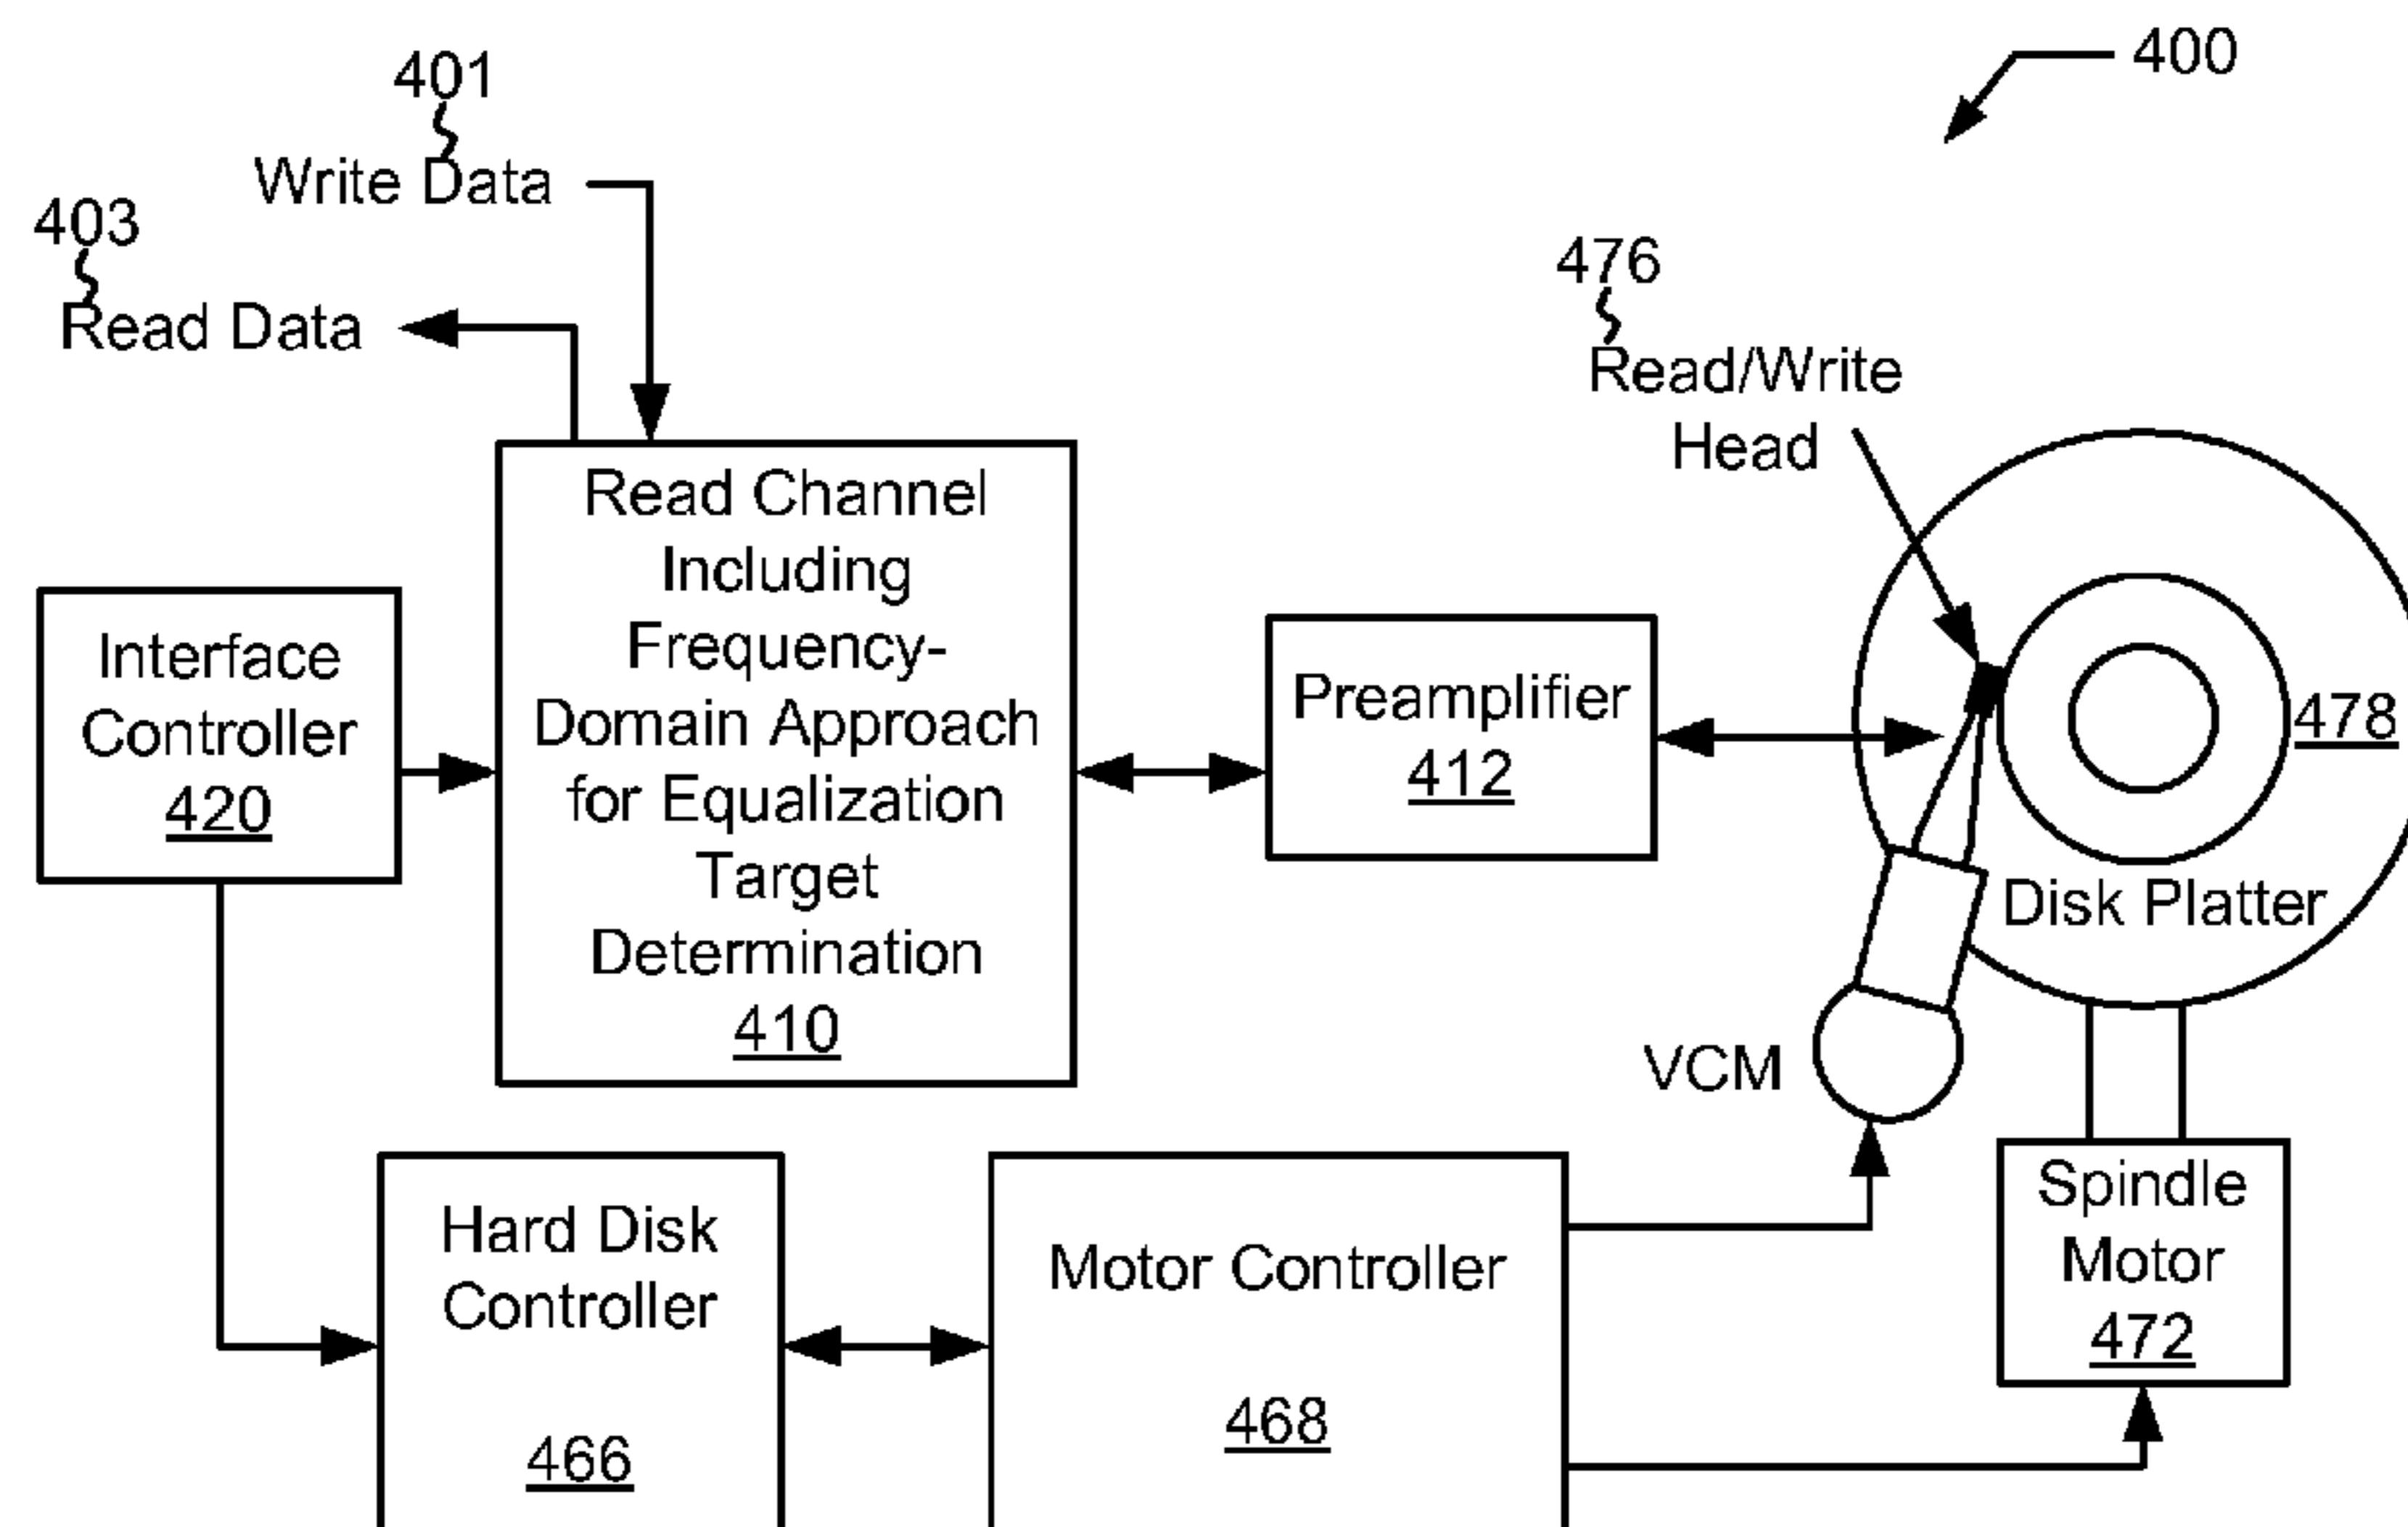 400
401
Write Data
403
Read Data
476
Read/Write
Head
Read Channel
Including
Frequency-
Domain Approach
for Equalization
Target
Determination
410
Interface
Controller
420
Preamplifier
412
478
Disk Platter
VCM
Hard Disk
Controller
466
Motor Controller
468
Spindle
Motor
472